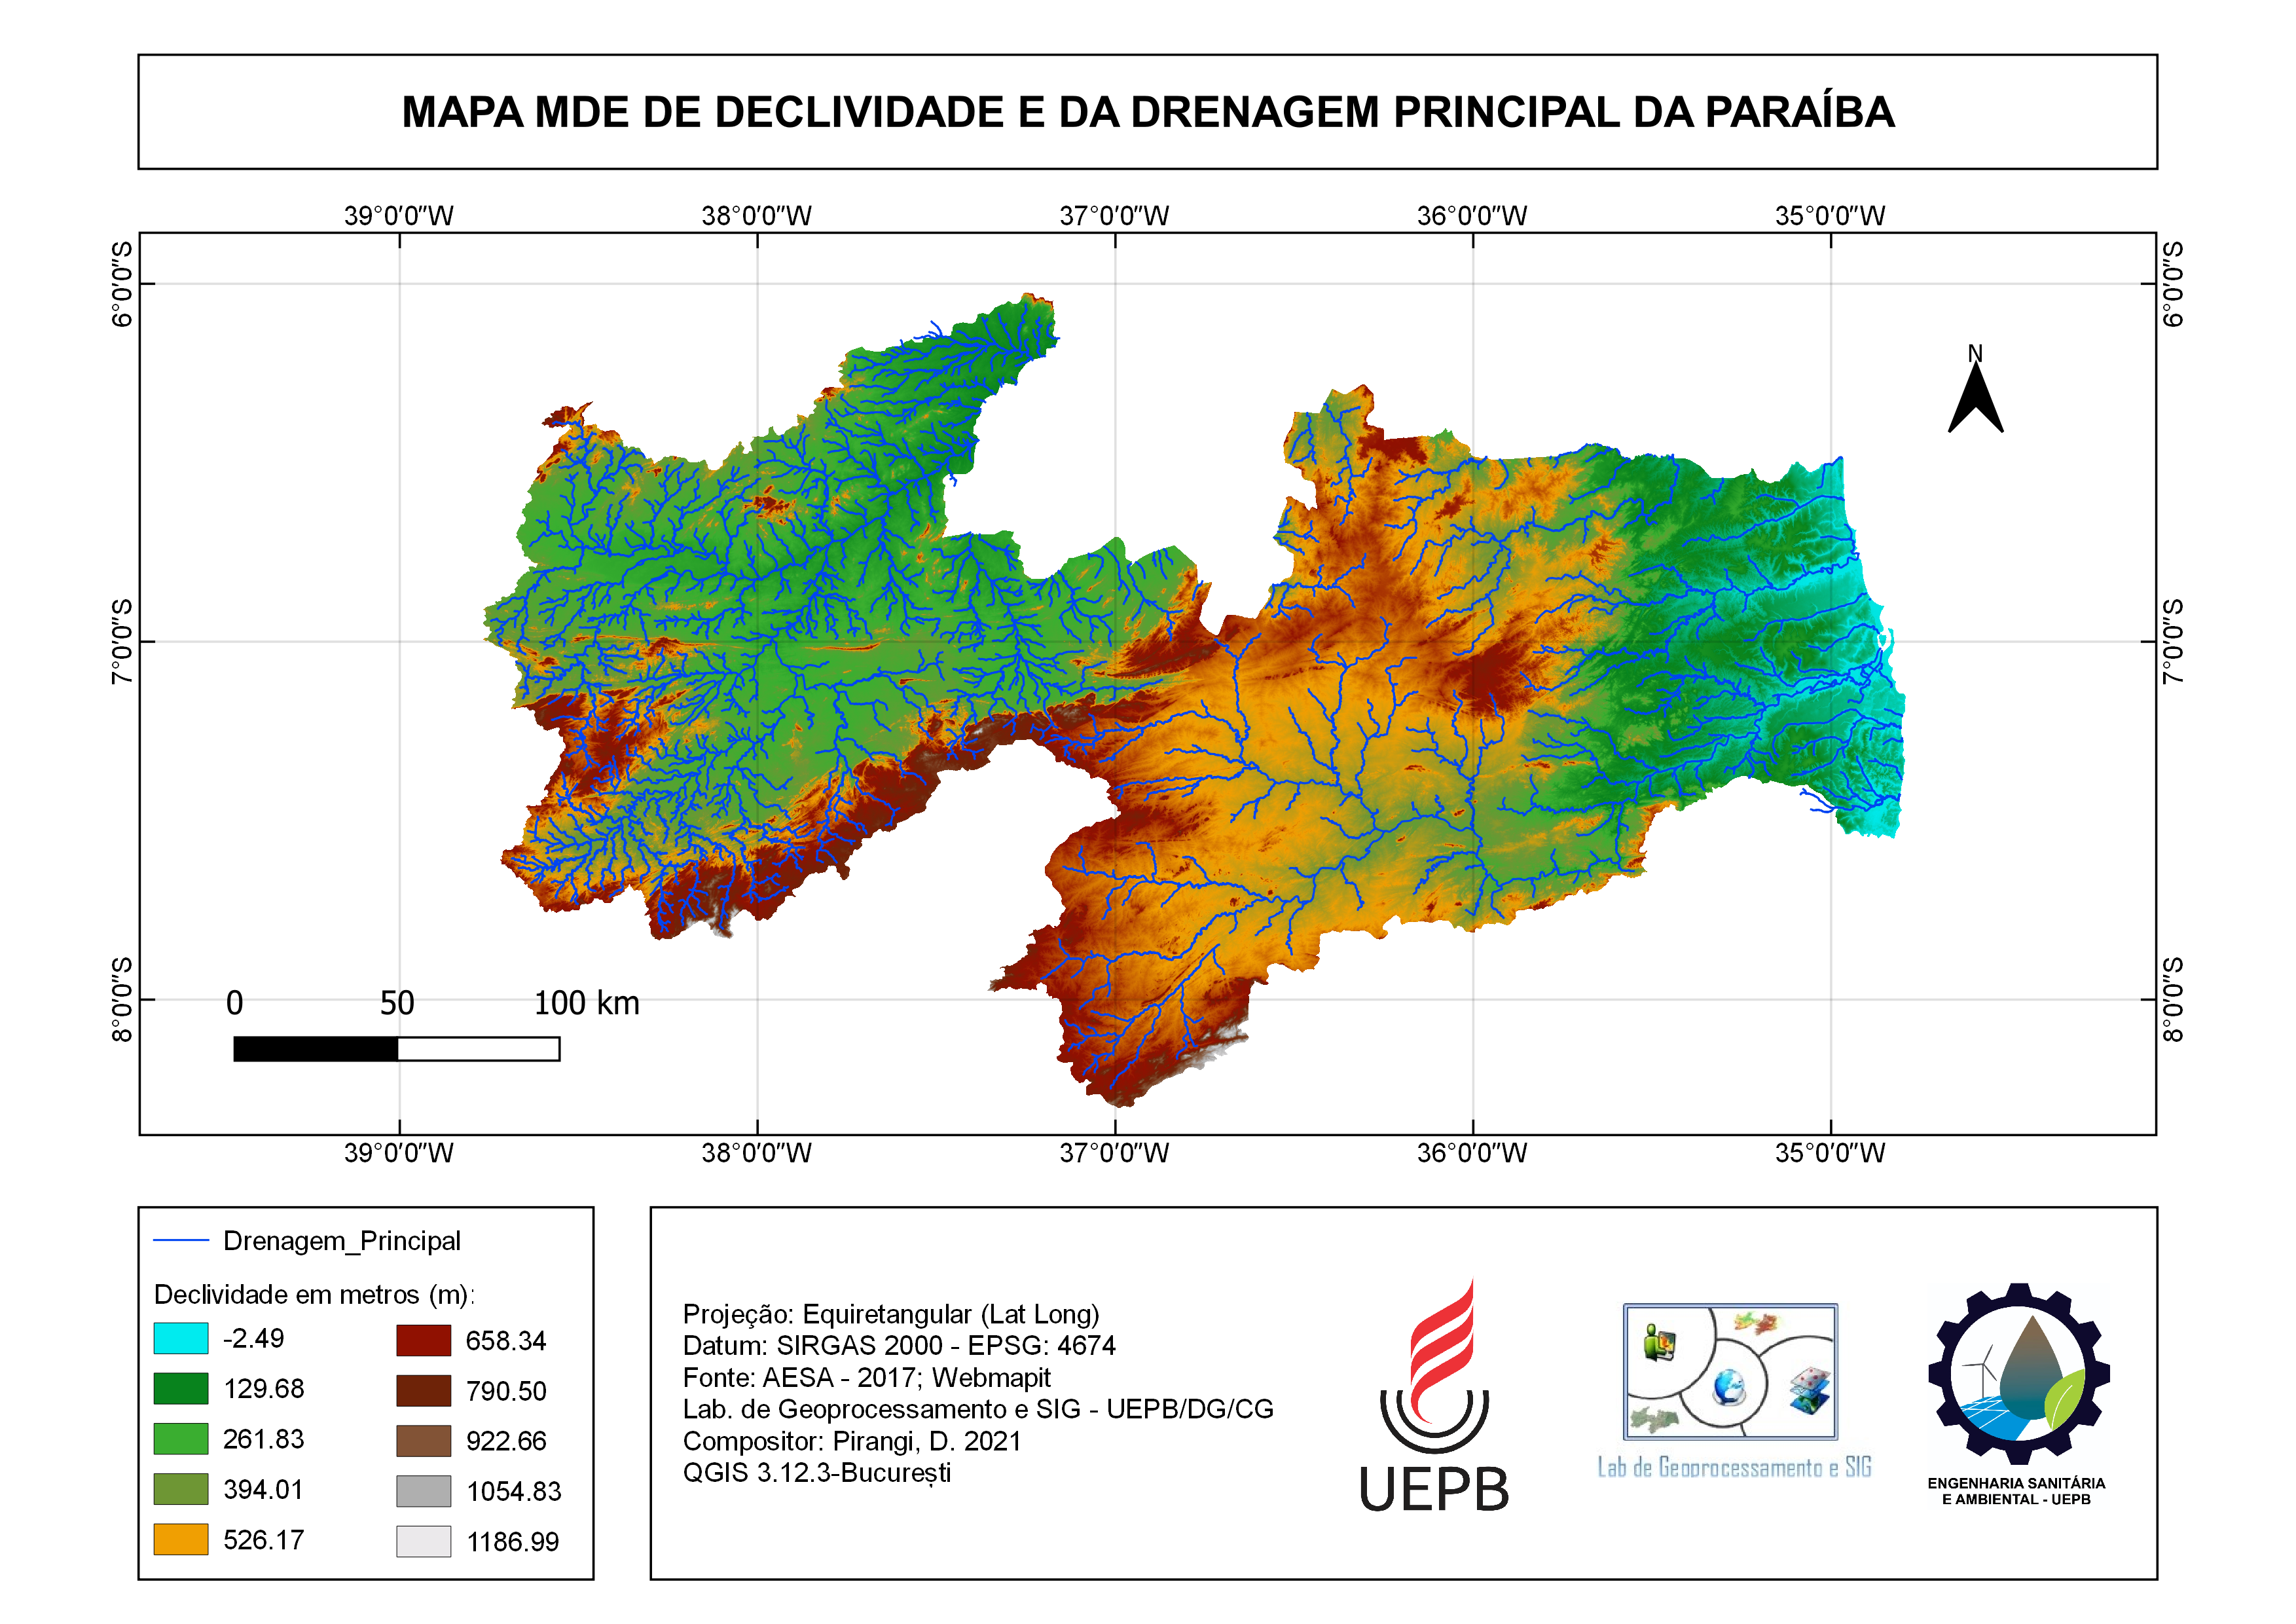 MAPA MDE DE DECLIVIDADE E DA DRENAGEM PRINCIPAL DA PARAÍBA
39°0'0"W 38°0'0"W 37°0'0"W 36°0'0"W 35°0'0"W
6°0'0"S 6°0'0"S
N
7°0'0"S 7°0'0"S
8°0'0"S 8°0'0"S
0 50 100 km
39°0'0"W 38°0'0"W 37°0'0"W 36°0'0"W 35°0'0"W
Drenagem_Principal
Declividade em metros (m):
-2.49
129.68
261.83
394.01
526.17
658.34
790.50
922.66
1054.83
1186.99
Projeção: Equiretangular (Lat Long)
Datum: SIRGAS 2000 - EPSG: 4674
Fonte: AESA - 2017; Webmapit
Lab. de Geoprocessamento e SIG - UEPB/DG/CG
Compositor: Pirangi, D. 2021
QGIS 3.12.3-București
UEPB
Lab de Geoprocessamento e SIG
ENGENHARIA SANITÁRIA
E AMBIENTAL - UEPB